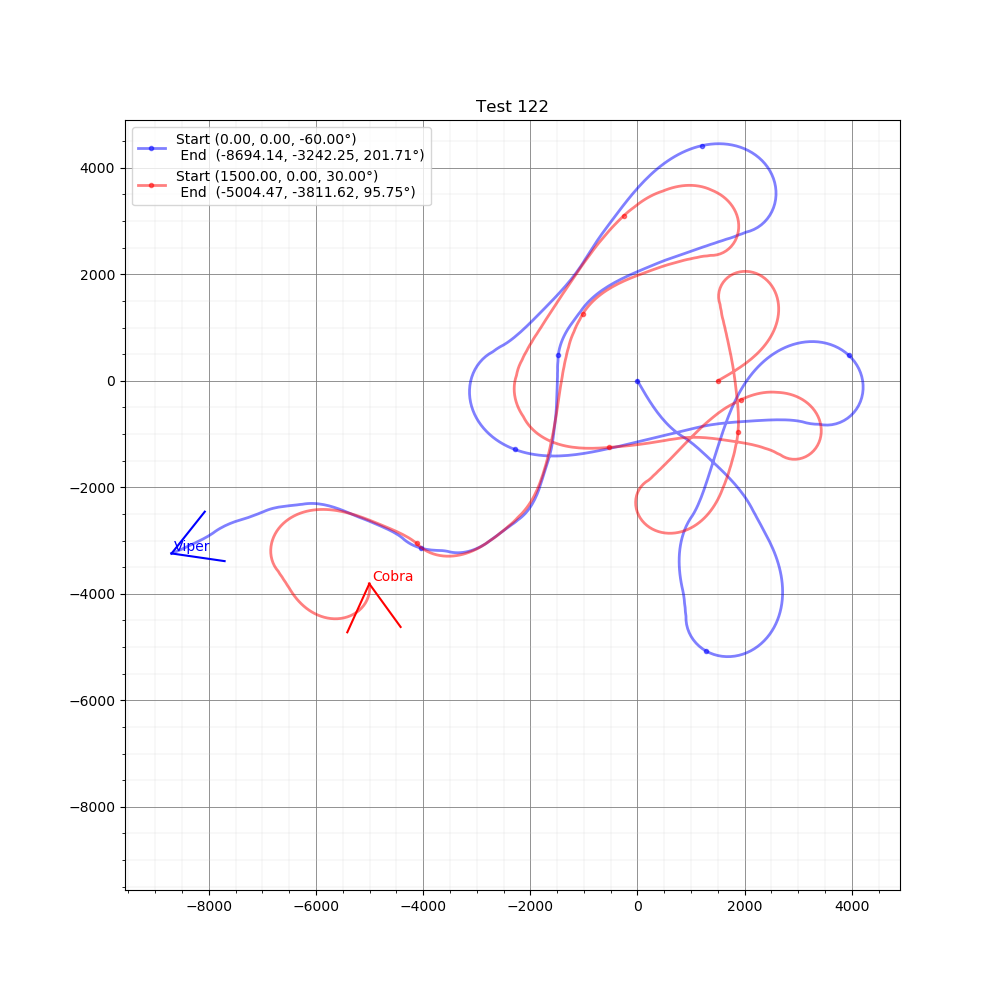 Test 122
Start (0.00, 0.00, -60.00°)
End (-8694.14, -3242.25, 201.71°)
Start (1500.00, 0.00, 30.00°)
End (-5004.47, -3811.62, 95.75°)
4000
2000
0
−2000
−4000
−6000
−8000
Viper
Cobra
−8000 −6000 −4000 −2000 0 2000 4000